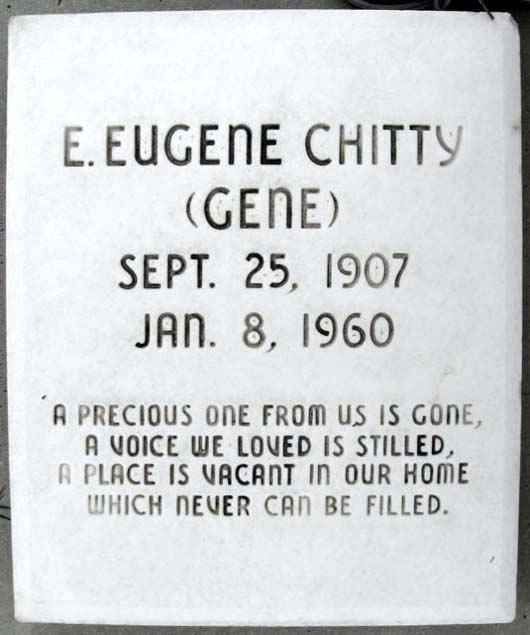 E. EUGENE CHITTY
(GENE)
SEPT. 25, 1907
JAN. 8, 1960
A PRECIOUS ONE FROM US IS GONE,
A VOICE WE LOVED IS STILLED,
A PLACE IS VACANT IN OUR HOME
WHICH NEVER CAN BE FILLED.